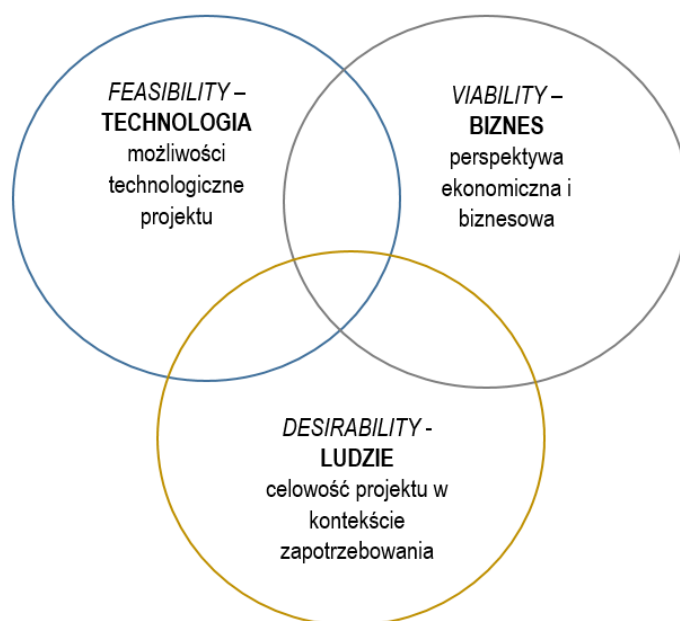 FEASIBILITY –
TECHNOLOGIA
możliwości
technologiczne
projektu
VIABILITY –
BIZNES
perspektywa
ekonomiczna i
biznesowa
DESIRABILITY -
LUDZIE
celowość projektu w
kontekście
zapotrzebowania